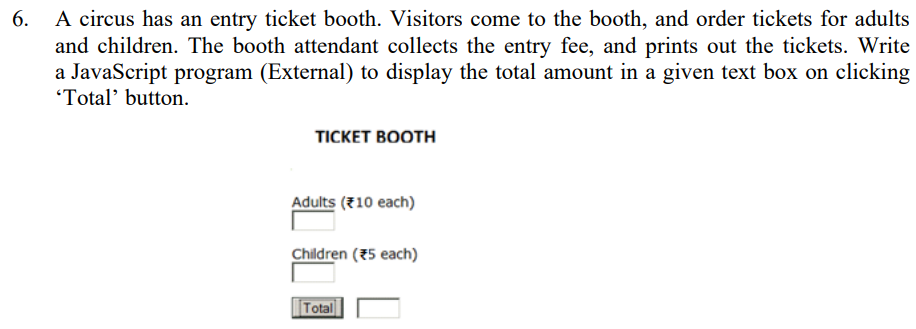 6. A circus has an entry ticket booth. Visitors come to the booth, and order tickets for adults
and children. The booth attendant collects the entry fee, and prints out the tickets. Write
a JavaScript program (External) to display the total amount in a given text box on clicking
‘Total’ button.
TICKET BOOTH
Adults (₹10 each)
Children (₹5 each)
Total